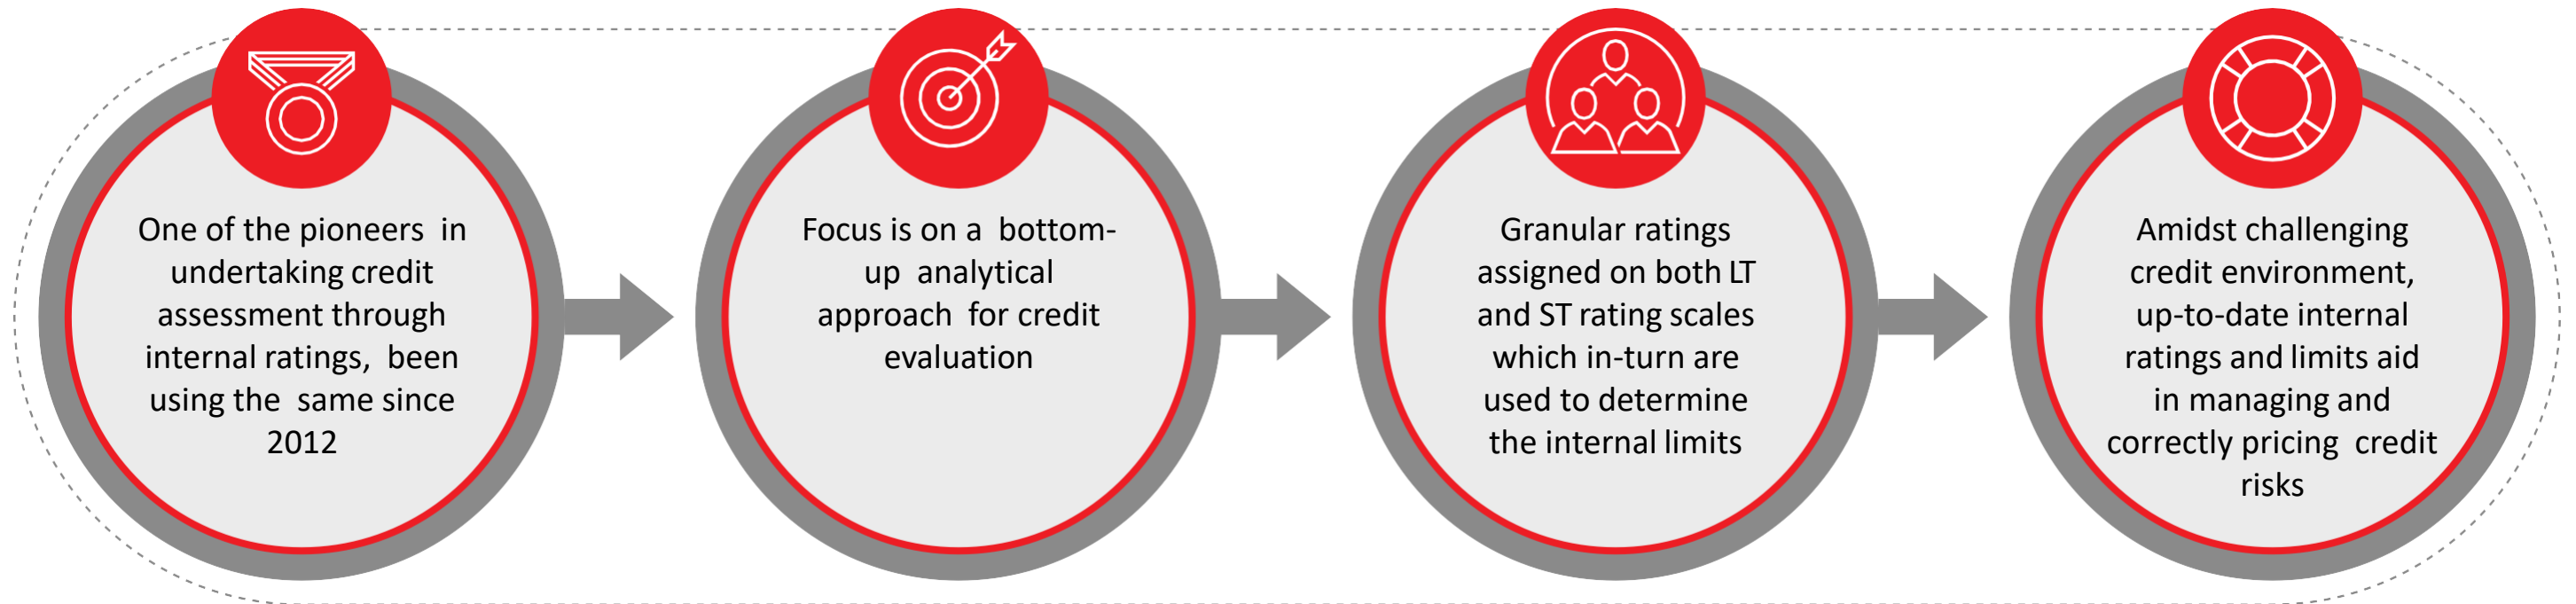 One of the pioneers in
undertaking credit
assessment through
internal ratings, been
using the same since
2012
Focus is on a bottom-
up analytical
approach for credit
evaluation
Granular ratings
assigned on both LT
and ST rating scales
which in-turn are
used to determine
the internal limits
Amidst challenging
credit environment,
up-to-date internal
ratings and limits aid
in managing and
correctly pricing credit
risks